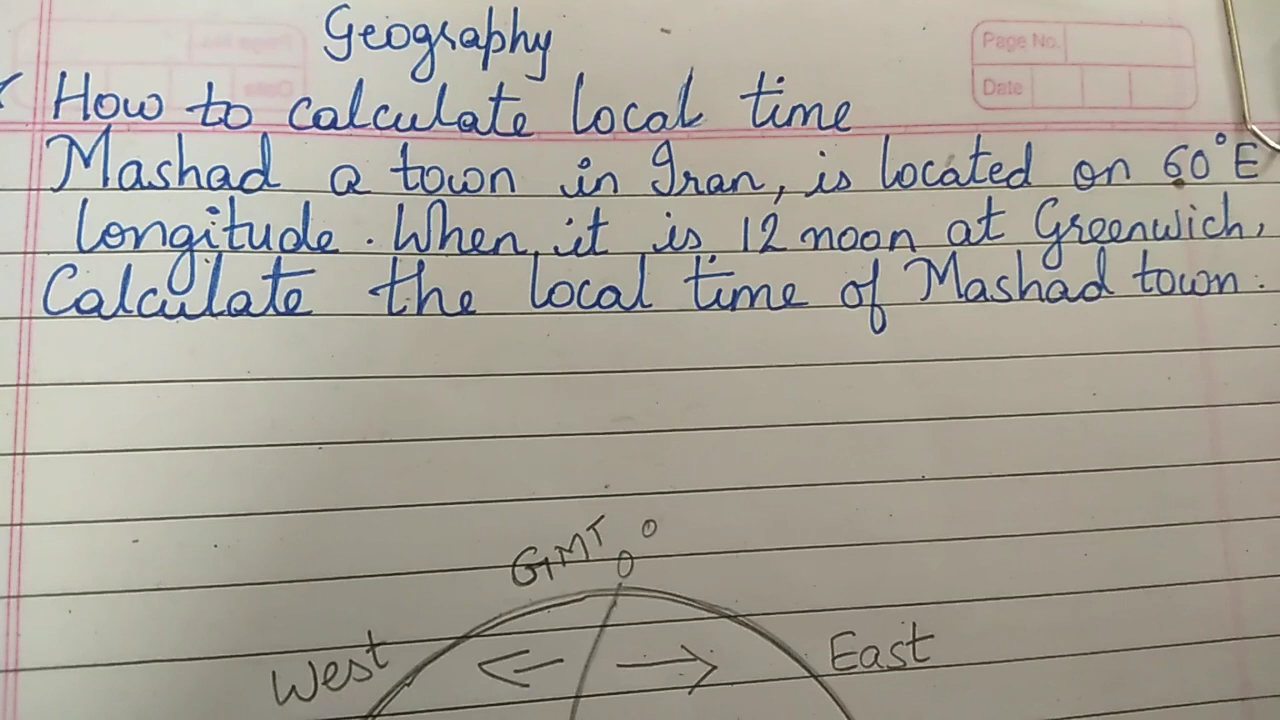 Geography
Page No.
Date
How to calculate local time
Mashad a town in Iran, is located on 60°E
longitude. When it is 12 noon at Greenwich,
Calculate the local time of Mashad town.
GMT 0°
West
East